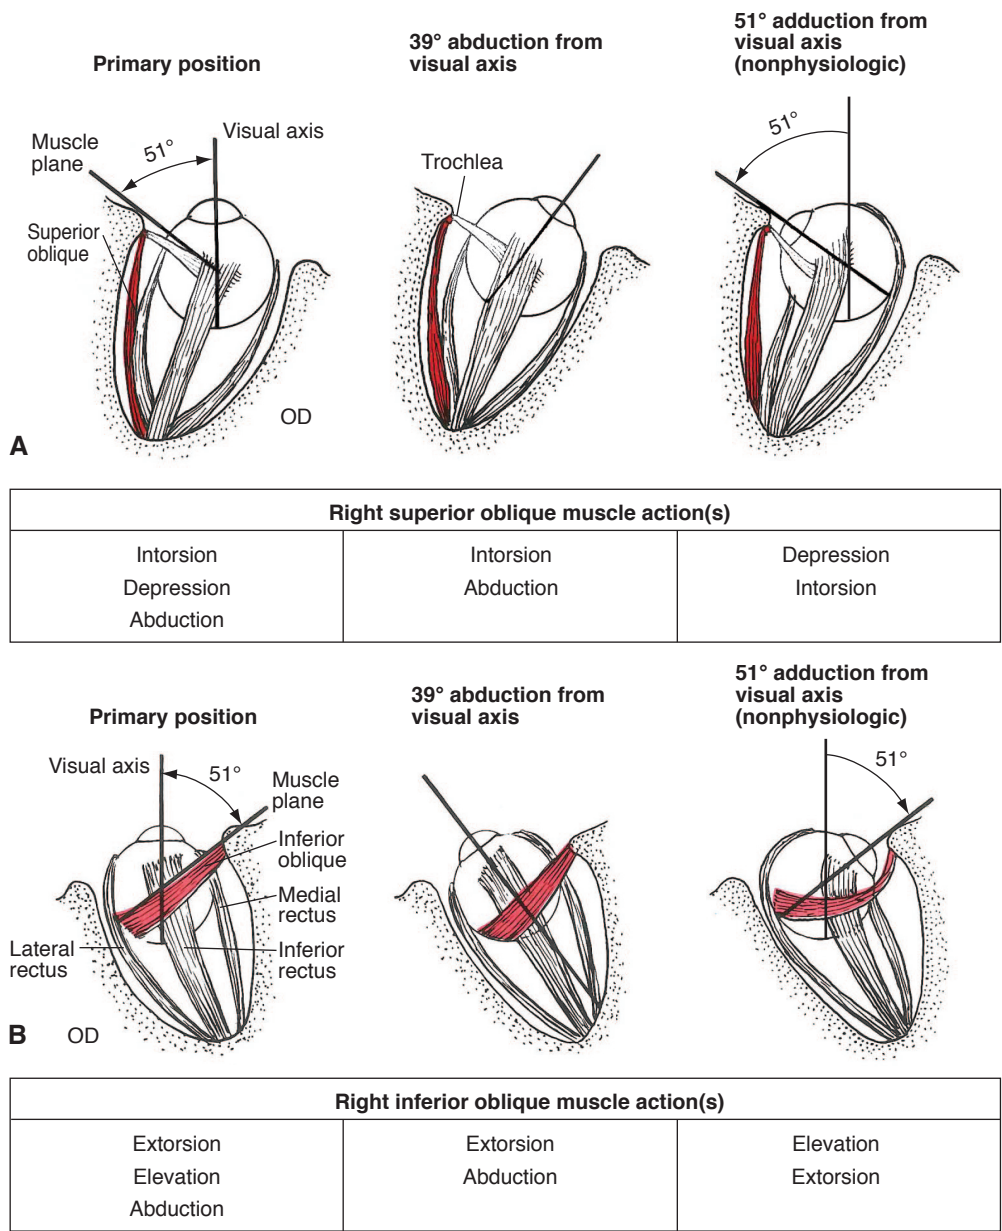 Primary position
39° abduction from
visual axis
51° adduction from
visual axis
(nonphysiologic)
Muscle
plane
51°
Visual axis
Superior
oblique
OD
Trochlea
51°
A
Right superior oblique muscle action(s)
Intorsion
Depression
Abduction
Intorsion
Abduction
Depression
Intorsion
Primary position
39° abduction from
visual axis
51° adduction from
visual axis
(nonphysiologic)
Visual axis
51°
Muscle
plane
Inferior
oblique
Medial
rectus
Lateral
rectus
Inferior
rectus
51°
B
OD
Right inferior oblique muscle action(s)
Extorsion
Elevation
Abduction
Extorsion
Abduction
Elevation
Extorsion